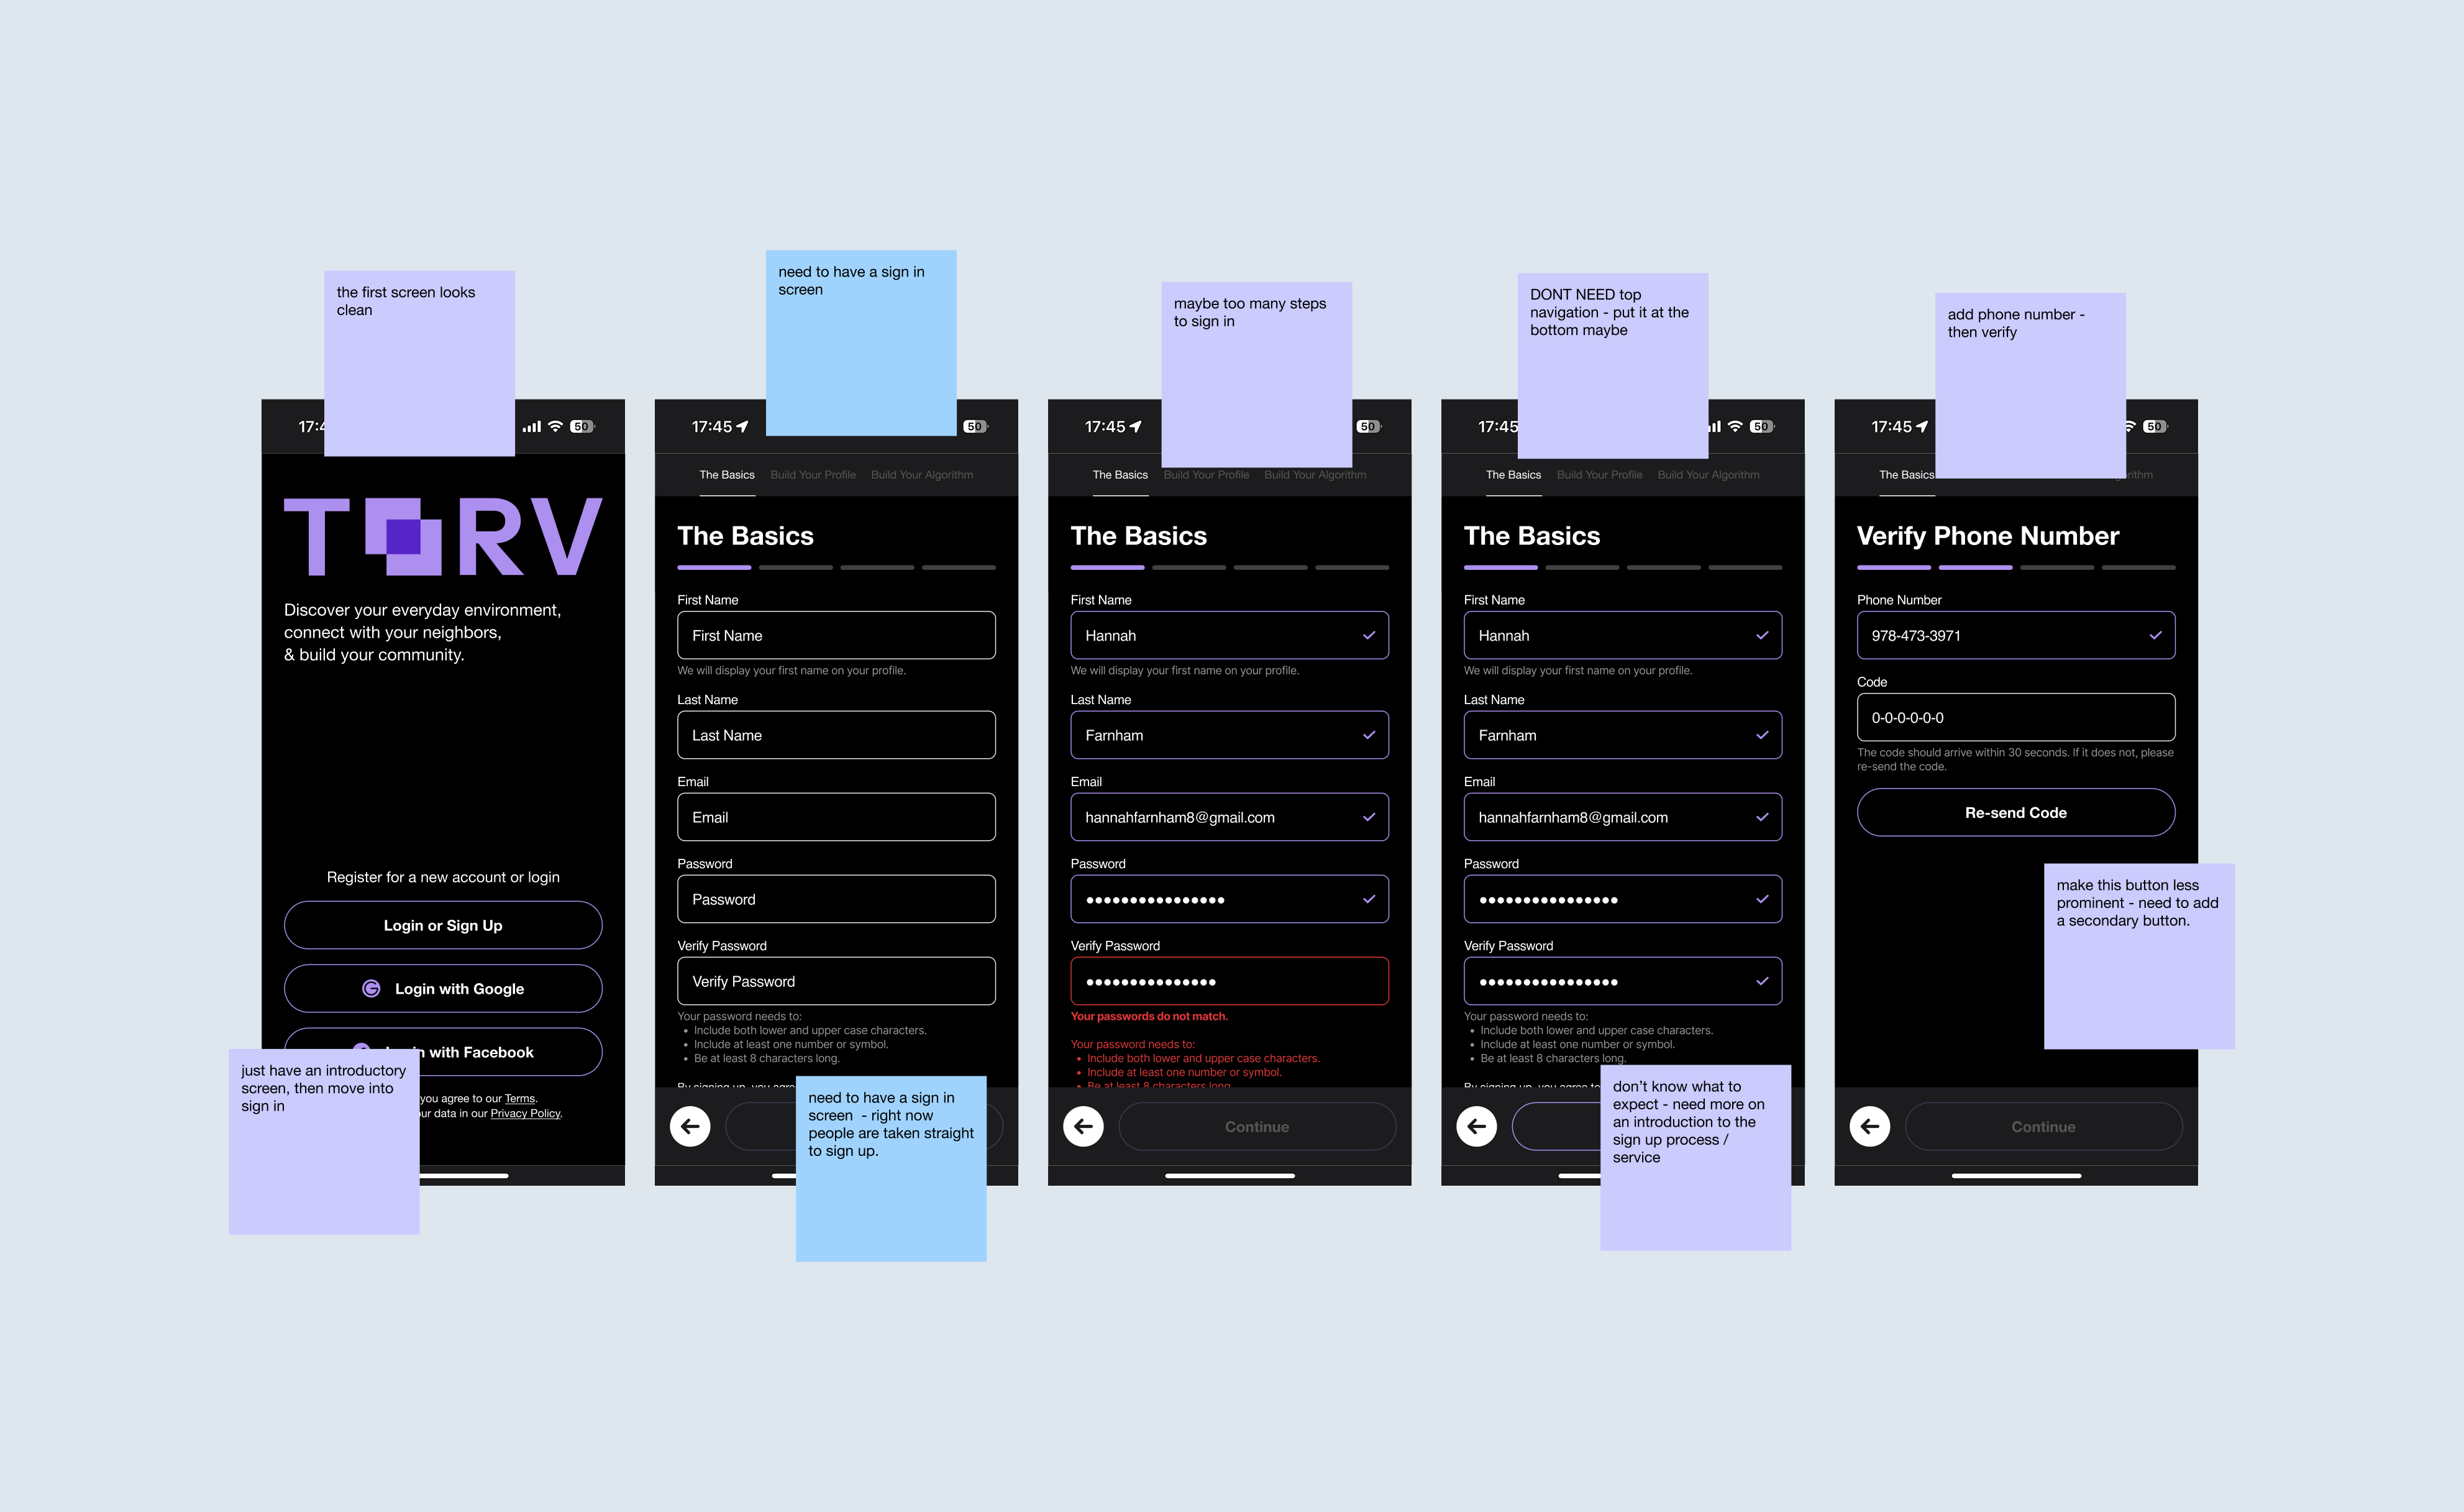 the first screen looks
clean
need to have a sign in
screen
maybe too many steps
to sign in
DONT NEED top
navigation - put it at the
bottom maybe
add phone number -
then verify
50
TORV
Discover your everyday environment,
connect with your neighbors,
& build your community.
Register for a new account or login
Login or Sign Up
Login with Google
with Facebook
you agree to our Terms.
data in our Privacy Policy.
just have an introductory
screen, then move into
sign in
17:45
50
The Basics Build Your Profile Build Your Algorithm
The Basics
First Name
First Name
We will display your first name on your profile.
Last Name
Last Name
Email
Email
Password
Password
Verify Password
Verify Password
Your password needs to:
• Include both lower and upper case characters.
• Include at least one number or symbol.
• Be at least 8 characters long.
By signing up, you
need to have a sign in
screen - right now
people are taken straight
to sign up.
17:45
50
The Basics Build Your Profile Build Your Algorithm
The Basics
First Name
Hannah
We will display your first name on your profile.
Last Name
Farnham
Email
hannahfarnham8@gmail.com
Password
••••••••••••••••
Verify Password
•••••••••••••••
Your passwords do not match.
Your password needs to:
• Include both lower and upper case characters.
• Include at least one number or symbol.
• Be at least 8 characters long
Continue
17:45
50
The Basics Build Your Profile Build Your Algorithm
The Basics
First Name
Hannah
We will display your first name on your profile.
Last Name
Farnham
Email
hannahfarnham8@gmail.com
Password
••••••••••••••••
Verify Password
••••••••••••••••
Your password needs to:
• Include both lower and upper case characters.
• Include at least one number or symbol.
• Be at least 8 characters long.
By signing up, you agree to
don't know what to
expect - need more on
an introduction to the
sign up process /
service
17:45
50
The Basics
Verify Phone Number
Phone Number
978-473-3971
Code
0-0-0-0-0-0
The code should arrive within 30 seconds. If it does not, please
re-send the code.
Re-send Code
make this button less
prominent - need to add
a secondary button.
Continue